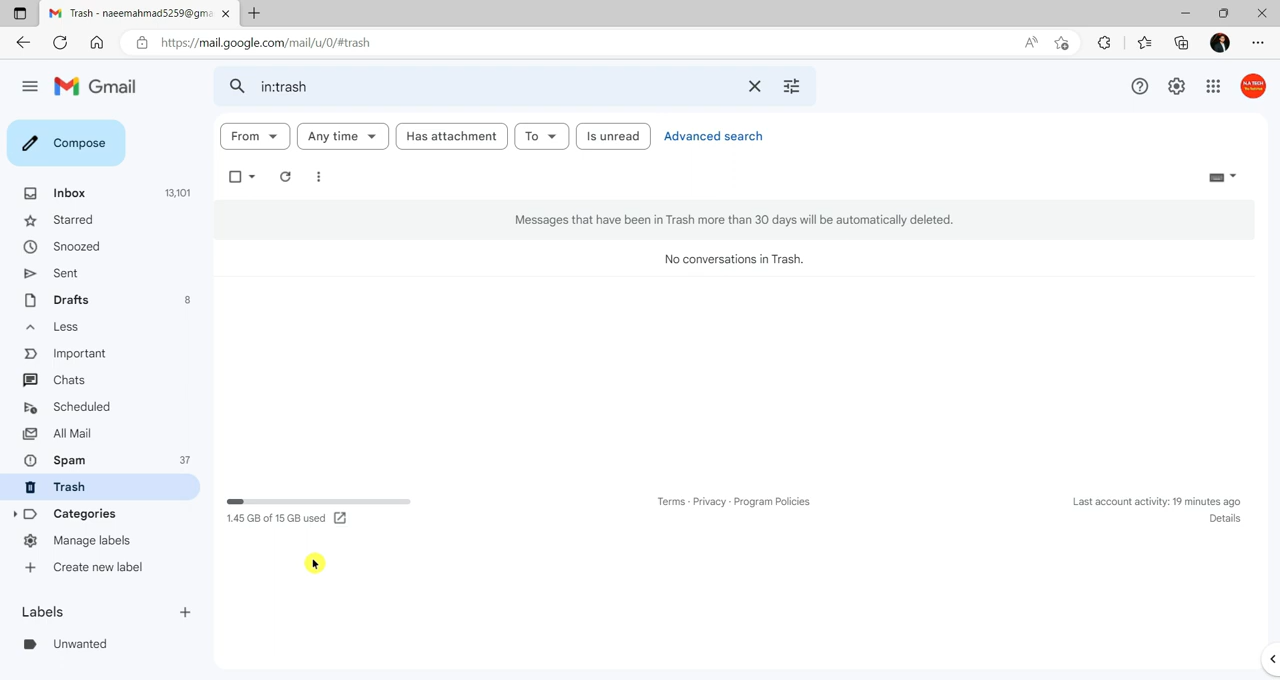 Trash - naeemahmad5259@gma
https://mail.google.com/mail/u/0/#trash
Gmail
in:trash
Compose
From
Any time
Has attachment
To
Is unread
Advanced search
Inbox 13,101
Starred
Snoozed
Sent
Drafts 8
Less
Important
Chats
Scheduled
All Mail
Spam 37
Trash
Categories
Manage labels
Create new label
Labels
Unwanted
Messages that have been in Trash more than 30 days will be automatically deleted.
No conversations in Trash.
1.45 GB of 15 GB used
Terms · Privacy · Program Policies
Last account activity: 19 minutes ago
Details